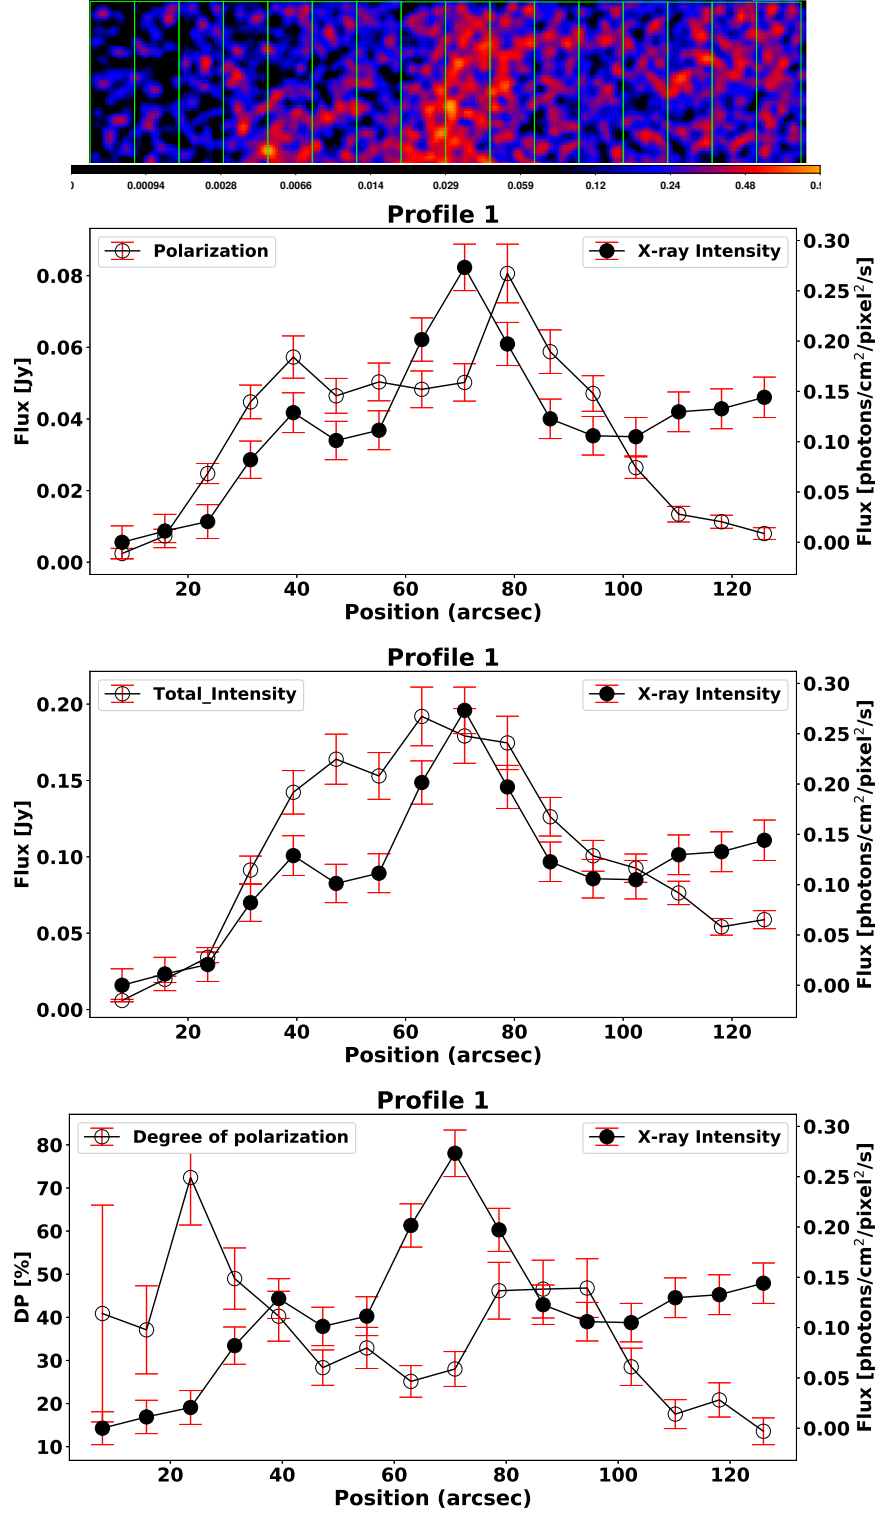 0 0.00094 0.0028 0.0066 0.014 0.029 0.059 0.12 0.24 0.48
Profile 1
Polarization
X-ray Intensity
0.00 0.02 0.04 0.06 0.08
Flux [Jy]
0.00 0.05 0.10 0.15 0.20 0.25 0.30
Flux [photons/cm²/pixel²/s]
20 40 60 80 100 120
Position (arcsec)
Profile 1
Total_Intensity
X-ray Intensity
0.00 0.05 0.10 0.15 0.20
Flux [Jy]
0.00 0.05 0.10 0.15 0.20 0.25 0.30
Flux [photons/cm²/pixel²/s]
20 40 60 80 100 120
Position (arcsec)
Profile 1
Degree of polarization
X-ray Intensity
10 20 30 40 50 60 70 80
DP [%]
0.00 0.05 0.10 0.15 0.20 0.25 0.30
Flux [photons/cm²/pixel²/s]
20 40 60 80 100 120
Position (arcsec)